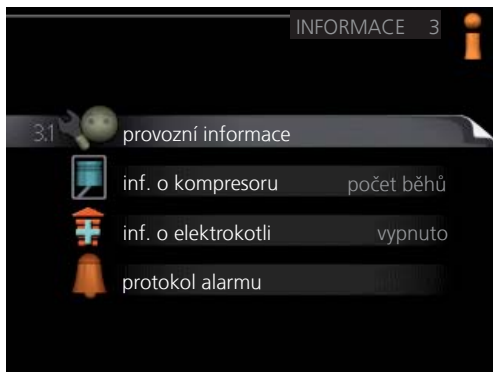 INFORMACE 3
3.1 provozní informace
inf. o kompresoru počet běhů
inf. o elektrokotli vypnuto
protokol alarmu